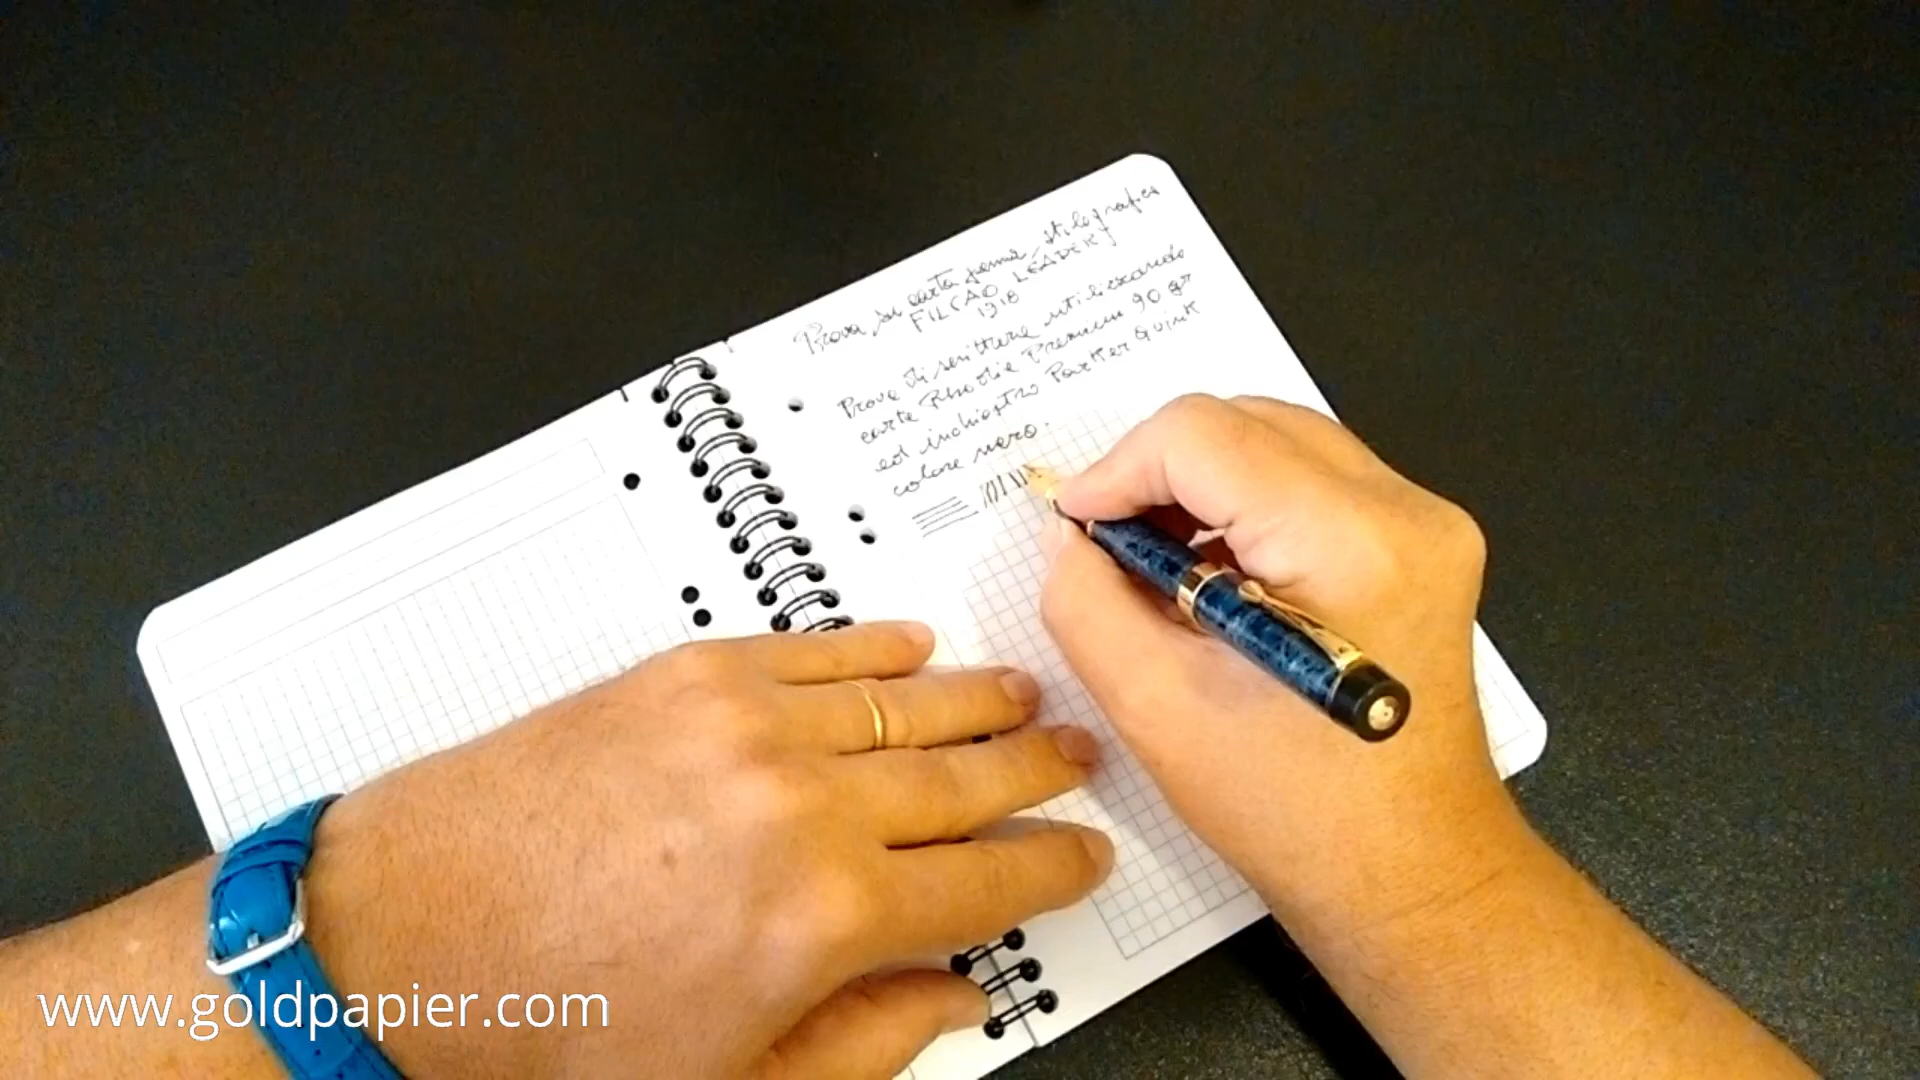 Prova su carta penna stilografica
FILCAO LEADER
1918
Prova di scrittura utilizzando
carta Rhodia Premium 90 gr
ed inchiostro Parker Quink
colore nero.
www.goldpapier.com